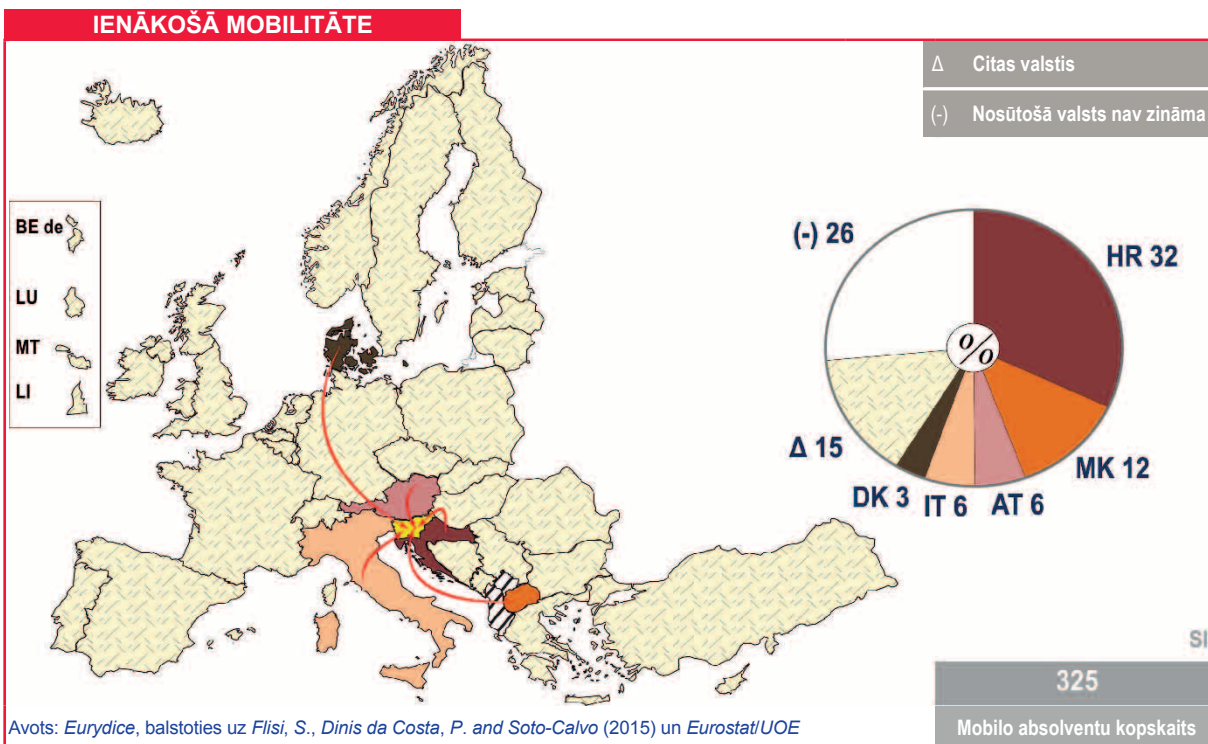 IENĀKOŠĀ MOBILITĀTE
Δ Citas valstis
(-) Nosūtošā valsts nav zināma
BE de
LU
MT
LI
(-) 26
HR 32
%
Δ 15
MK 12
DK 3
IT 6
AT 6
SI
325
Mobilo absolventu kopskaits
Avots: Eurydice, balstoties uz Flisi, S., Dinis da Costa, P. and Soto-Calvo (2015) un Eurostat/UOE